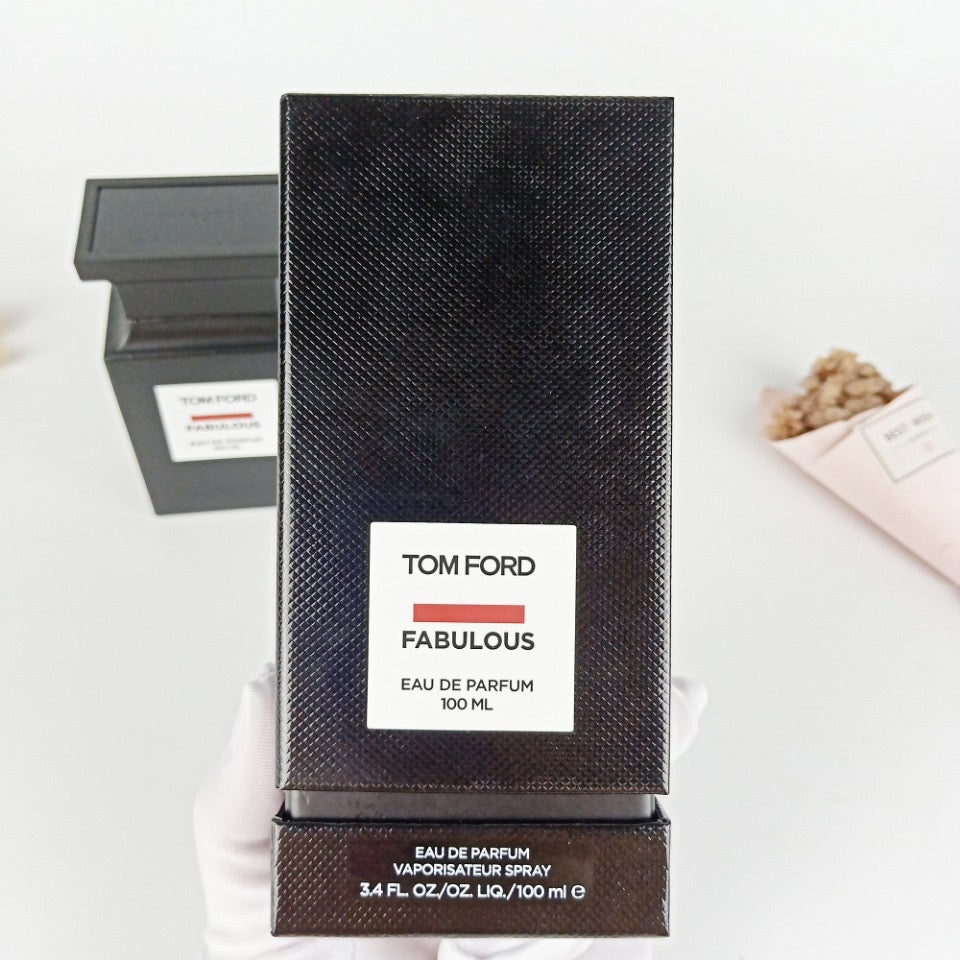 TOM FORD
FABULOUS
EAU DE PARFUM
100 ML
EAU DE PARFUM
VAPORISATEUR SPRAY
3.4 FL. OZ./OZ. LIQ./100 ml ℮
TOM FORD
FABULOUS
EAU DE PARFUM
BEST